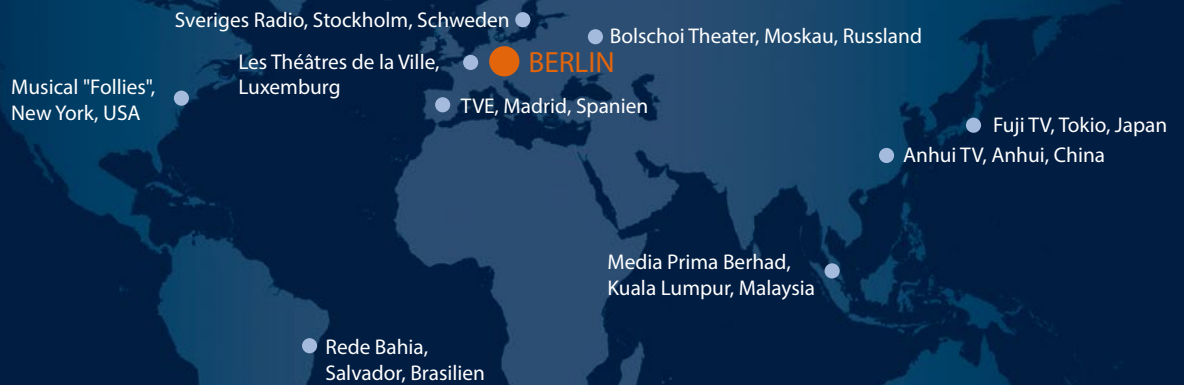 Sveriges Radio, Stockholm, Schweden
Bolschoi Theater, Moskau, Russland
Les Théâtres de la Ville,
Luxemburg
BERLIN
Musical "Follies",
New York, USA
TVE, Madrid, Spanien
Fuji TV, Tokio, Japan
Anhui TV, Anhui, China
Media Prima Berhad,
Kuala Lumpur, Malaysia
Rede Bahia,
Salvador, Brasilien